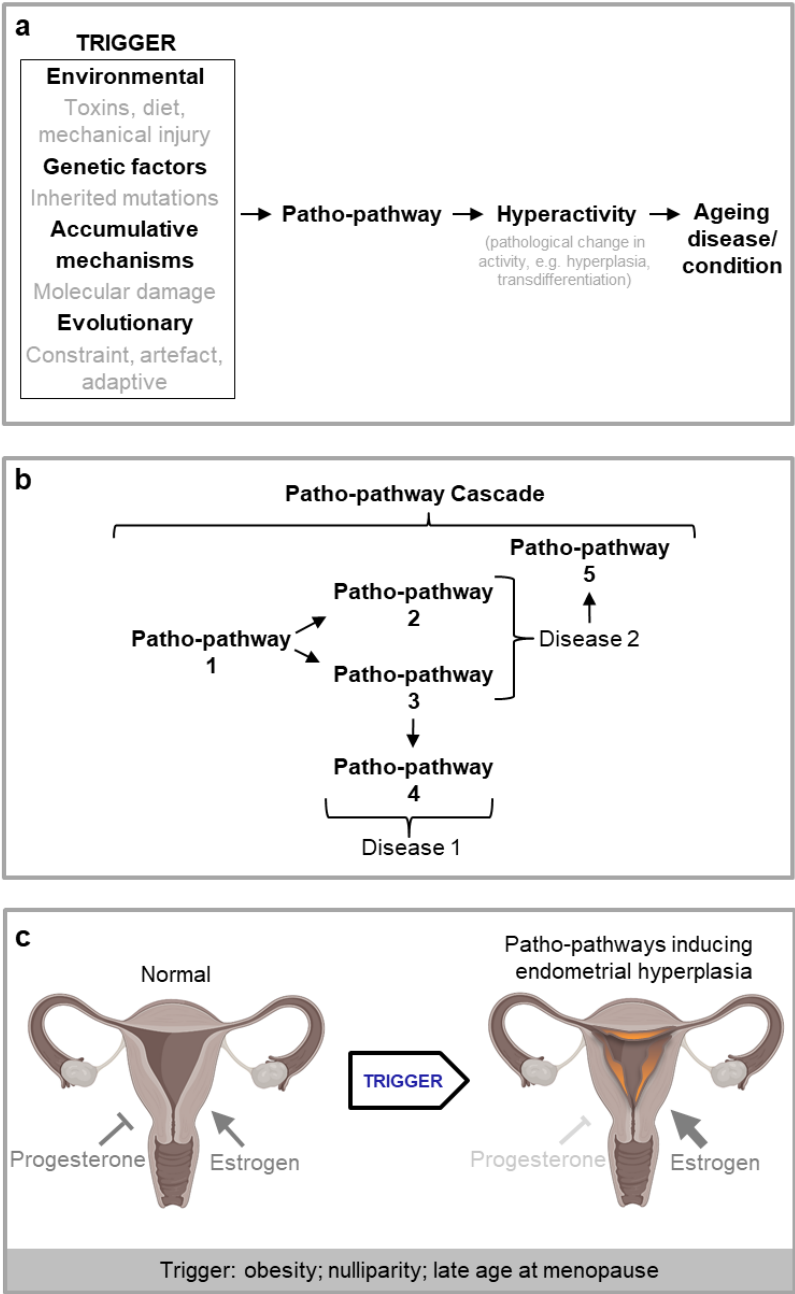 a
TRIGGER
Environmental
Toxins, diet,
mechanical injury
Genetic factors
Inherited mutations
Accumulative
mechanisms
Molecular damage
Evolutionary
Constraint, artefact,
adaptive
Patho-pathway
Hyperactivity
(pathological change in
activity, e.g. hyperplasia,
transdifferentiation)
Ageing
disease/
condition
b
Patho-pathway Cascade
Patho-pathway
1
Patho-pathway
2
Patho-pathway
3
Patho-pathway
4
Disease 1
Disease 2
Patho-pathway
5
c
Normal
Progesterone
Estrogen
TRIGGER
Patho-pathways inducing
endometrial hyperplasia
Progesterone
Estrogen
Trigger: obesity; nulliparity; late age at menopause